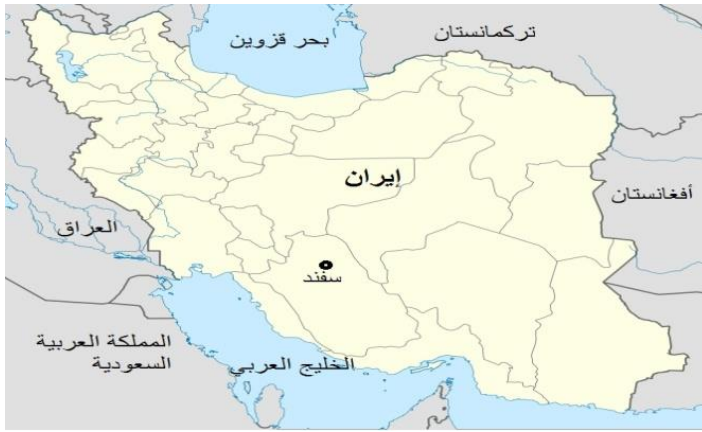 تركمانستان
بحر قزوين
إيران
أفغانستان
العراق
سفند
المملكة العربية
السعودية
الخليج العربي